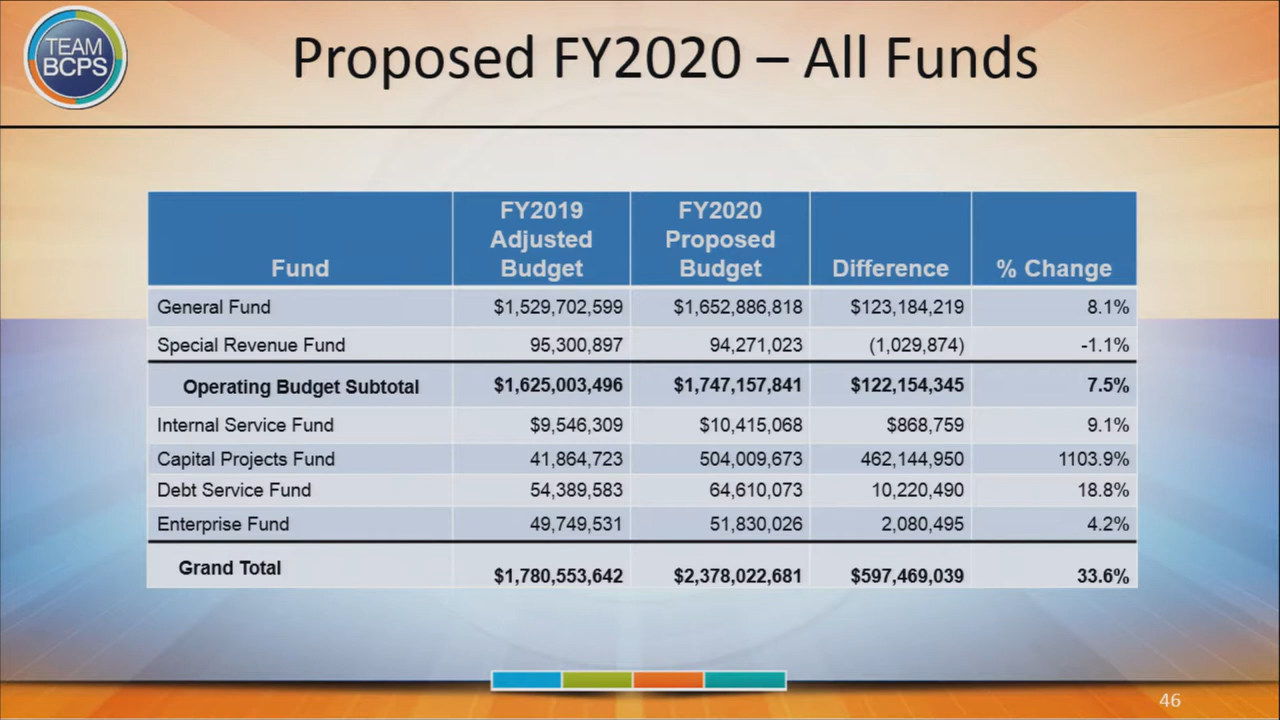 TEAM
BCPS
Proposed FY2020 – All Funds
Fund FY2019 Adjusted Budget FY2020 Proposed Budget Difference % Change
General Fund $1,529,702,599 $1,652,886,818 $123,184,219 8.1%
Special Revenue Fund 95,300,897 94,271,023 (1,029,874) -1.1%
Operating Budget Subtotal $1,625,003,496 $1,747,157,841 $122,154,345 7.5%
Internal Service Fund $9,546,309 $10,415,068 $868,759 9.1%
Capital Projects Fund 41,864,723 504,009,673 462,144,950 1103.9%
Debt Service Fund 54,389,583 64,610,073 10,220,490 18.8%
Enterprise Fund 49,749,531 51,830,026 2,080,495 4.2%
Grand Total $1,780,553,642 $2,378,022,681 $597,469,039 33.6%
46